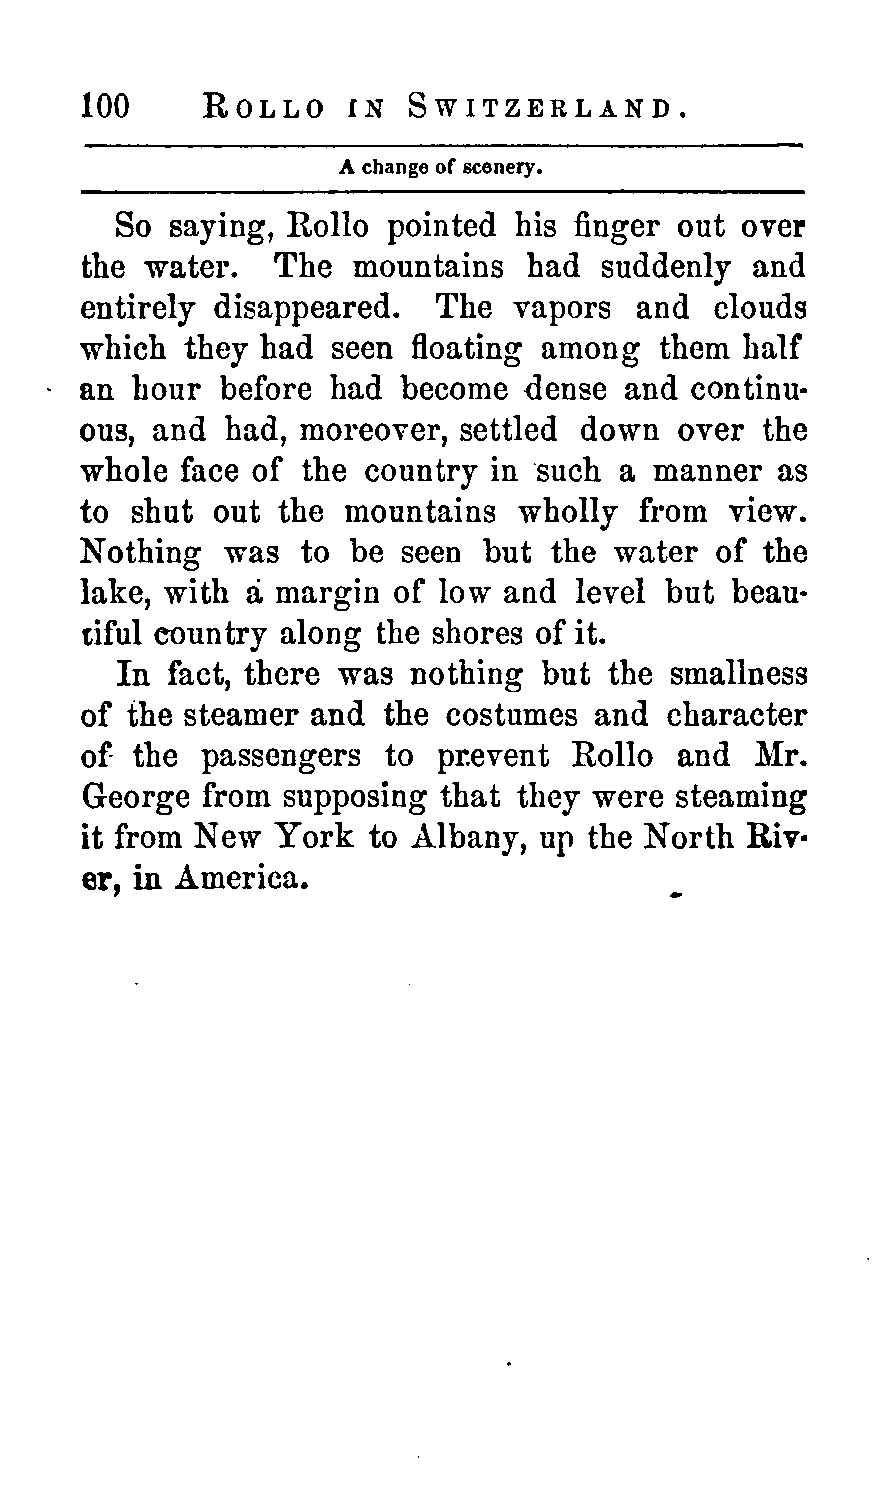 100 ROLLO IN SWITZERLAND.
A change of scenery.
So saying, Rollo pointed his finger out over
the water. The mountains had suddenly and
entirely disappeared. The vapors and clouds
which they had seen floating among them half
an hour before had become dense and continu-
ous, and had, moreover, settled down over the
whole face of the country in such a manner as
to shut out the mountains wholly from view.
Nothing was to be seen but the water of the
lake, with a margin of low and level but beau-
tiful country along the shores of it.
In fact, there was nothing but the smallness
of the steamer and the costumes and character
of the passengers to prevent Rollo and Mr.
George from supposing that they were steaming
it from New York to Albany, up the North Riv-
er, in America.